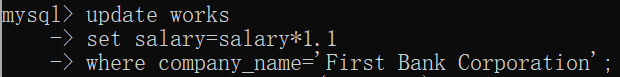 mysql> update works
    -> set salary=salary*1.1
    -> where company_name='First Bank Corporation';